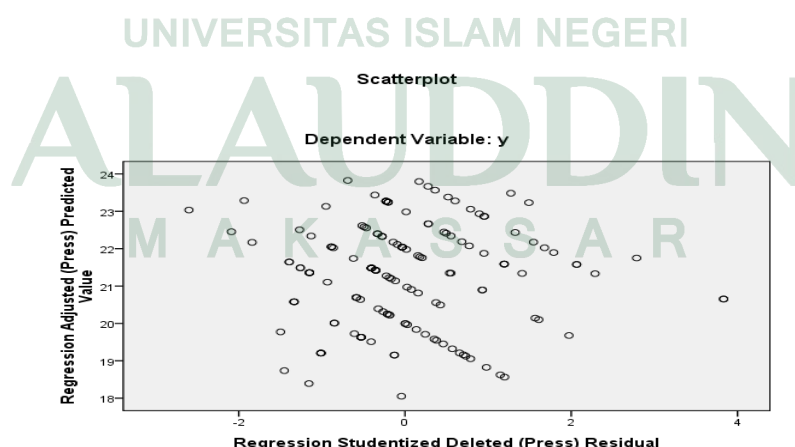 UNIVERSITAS ISLAM NEGERI
ALAUDDIN
MAKASSAR
Scatterplot
Dependent Variable: y
Regression Adjusted (Press) Predicted
Value
24
23
22
21
20
19
18
-2
0
2
4
Regression Studentized Deleted (Press) Residual